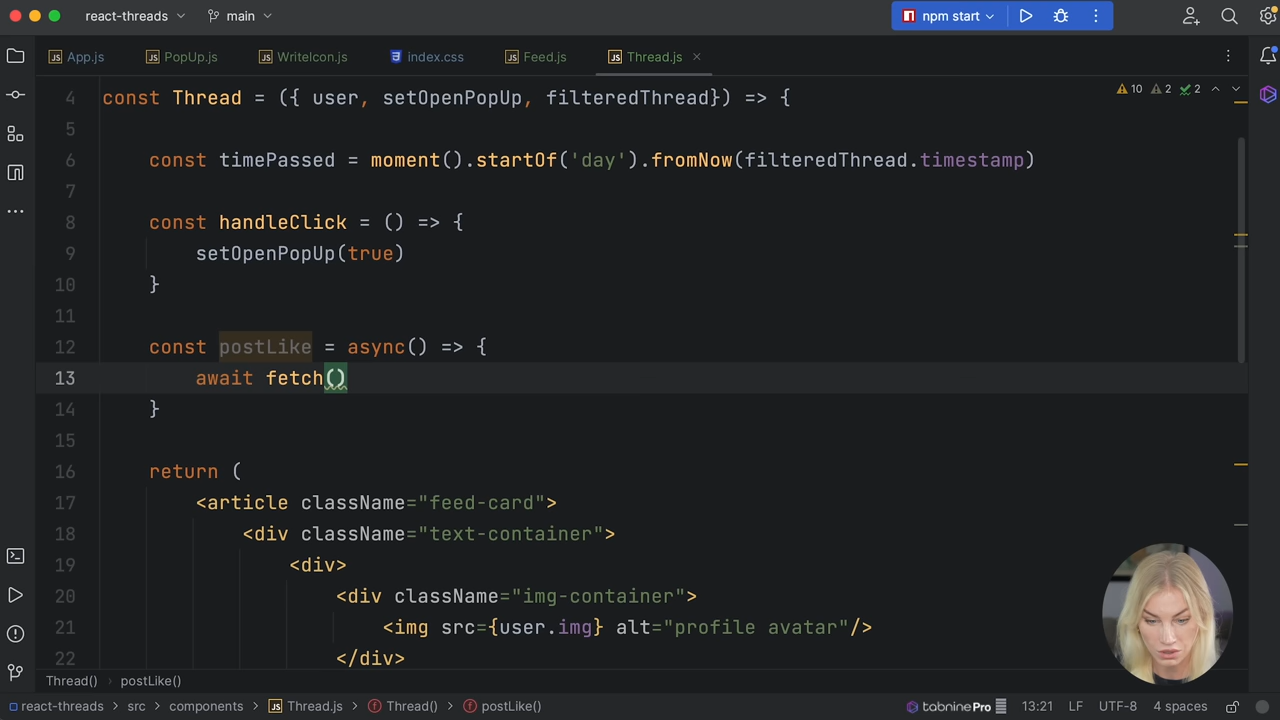 react-threads main npm start
App.js PopUp.js WriteIcon.js index.css Feed.js Thread.js
4 const Thread = ({ user, setOpenPopUp, filteredThread}) => {
10 2 2
5
6 const timePassed = moment().startOf('day').fromNow(filteredThread.timestamp)
7
8 const handleClick = () => {
9 setOpenPopUp(true)
10 }
11
12 const postLike = async() => {
13 await fetch()
14 }
15
16 return (
17 <article className="feed-card">
18 <div className="text-container">
19 <div>
20 <div className="img-container">
21 <img src={user.img} alt="profile avatar"/>
22 </div>
Thread() postLike()
react-threads src components Thread.js Thread() postLike() tabnine Pro 13:21 LF UTF-8 4 spaces